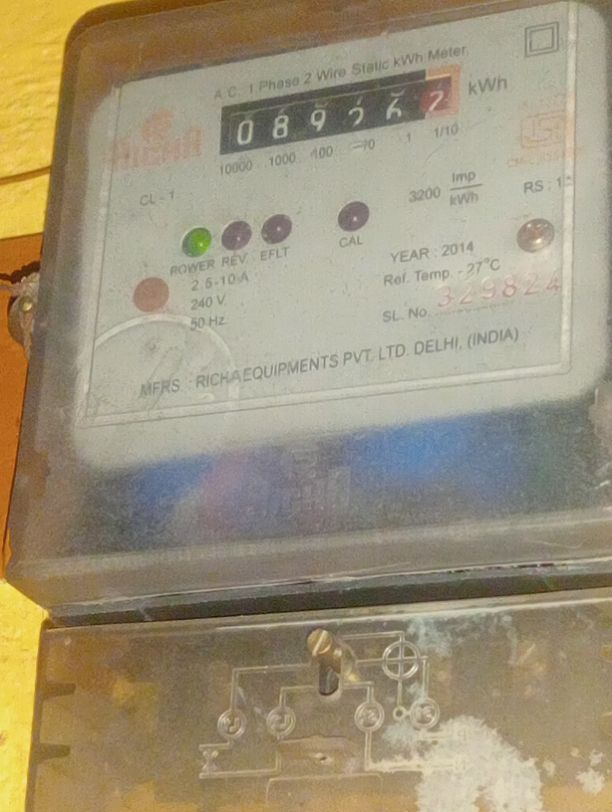 A.C. 1 Phase 2 Wire Static kWh Meter
089
kWh
10000 1000 100 10 1 1/10
RICHA
CL - 1
3200 Imp/kWh
RS : 1
POWER REV. EFLT
CAL
YEAR : 2014
2.5-10 A
Ref. Temp. - 27°C
240 V.
50 Hz.
SL. No. 329824
MFRS : RICHA EQUIPMENTS PVT. LTD. DELHI, (INDIA)